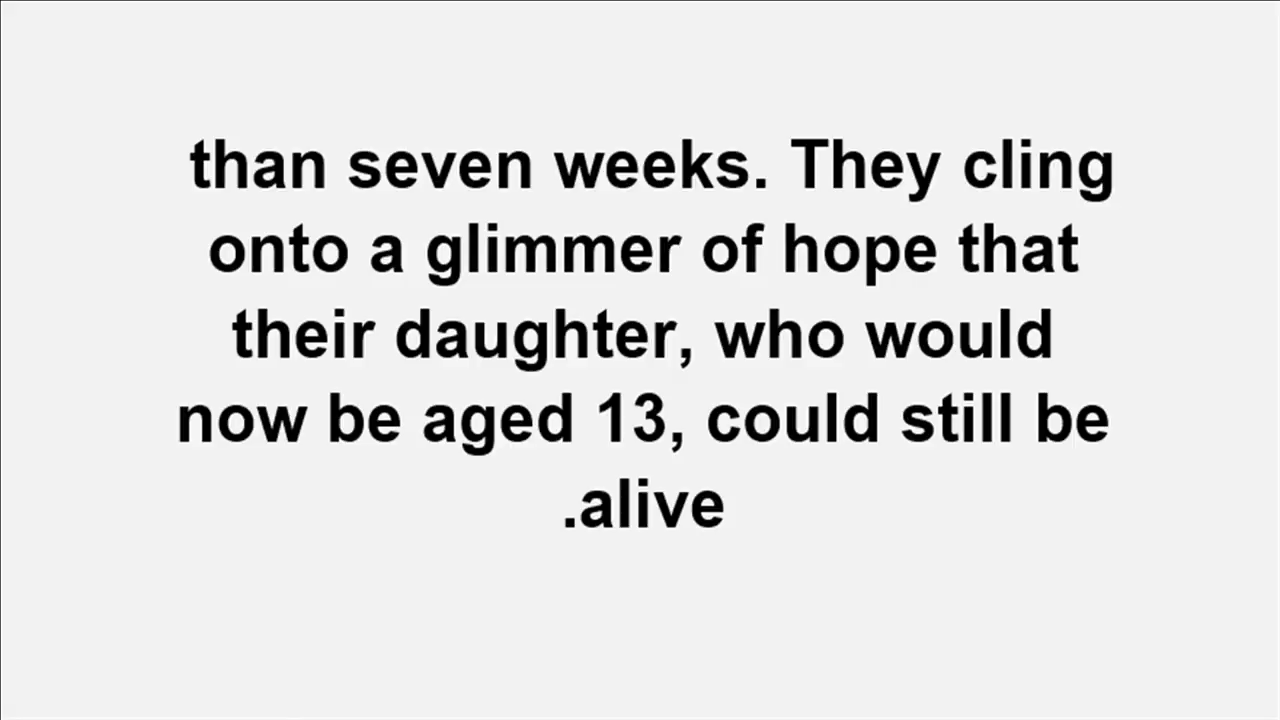 than seven weeks. They cling
onto a glimmer of hope that
their daughter, who would
now be aged 13, could still be
.alive